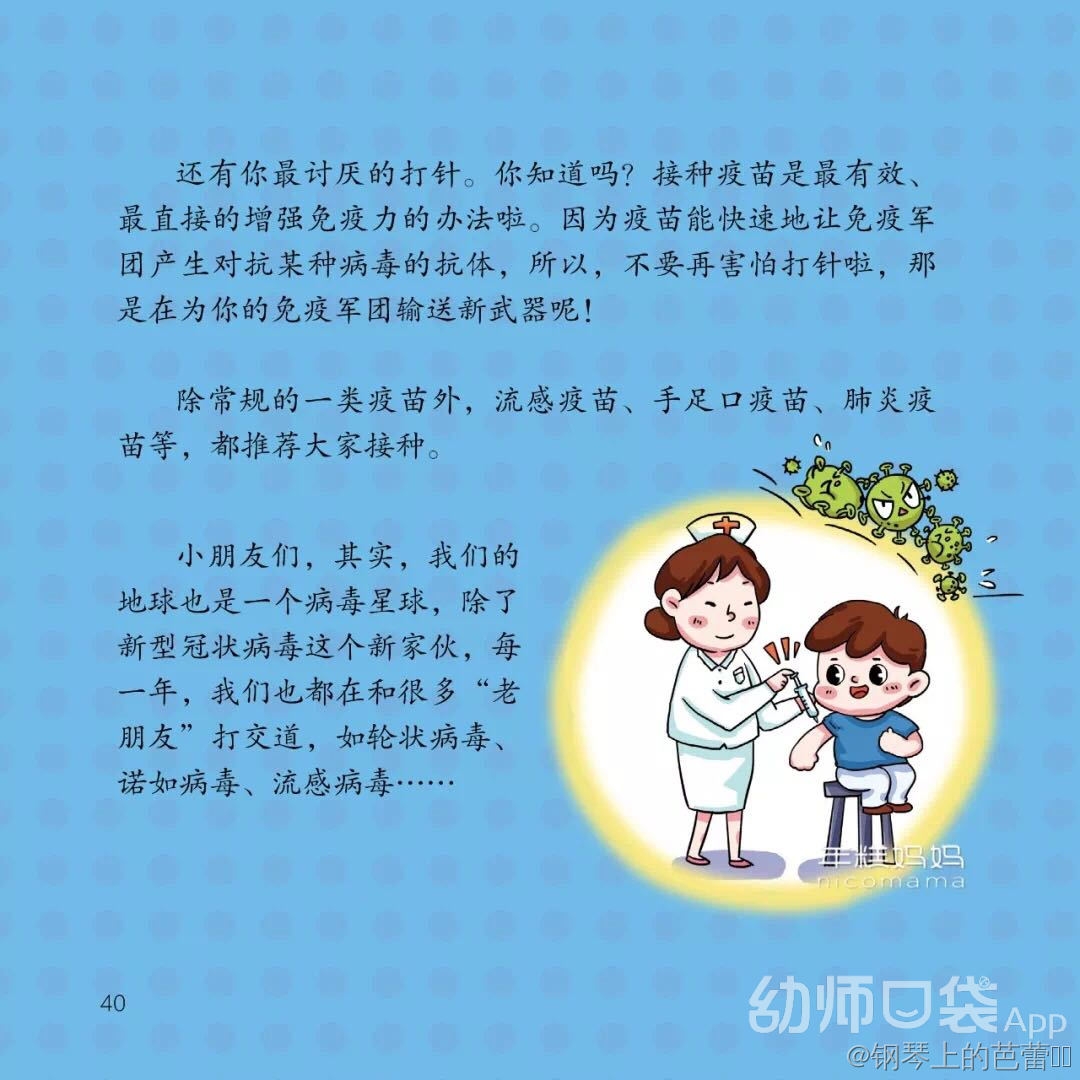 还有你最讨厌的打针。你知道吗？接种疫苗是最有效、
最直接的增强免疫力的办法啦。因为疫苗能快速地让免疫军
团产生对抗某种病毒的抗体，所以，不要再害怕打针啦，那
是在为你的免疫军团输送新武器呢！
除常规的一类疫苗外，流感疫苗、手足口疫苗、肺炎疫
苗等，都推荐大家接种。
小朋友们，其实，我们的
地球也是一个病毒星球，除了
新型冠状病毒这个新家伙，每
一年，我们也都在和很多“老
朋友”打交道，如轮状病毒、
诺如病毒、流感病毒……
年糕妈妈
nicomama
40
幼师口袋App
@钢琴上的芭蕾